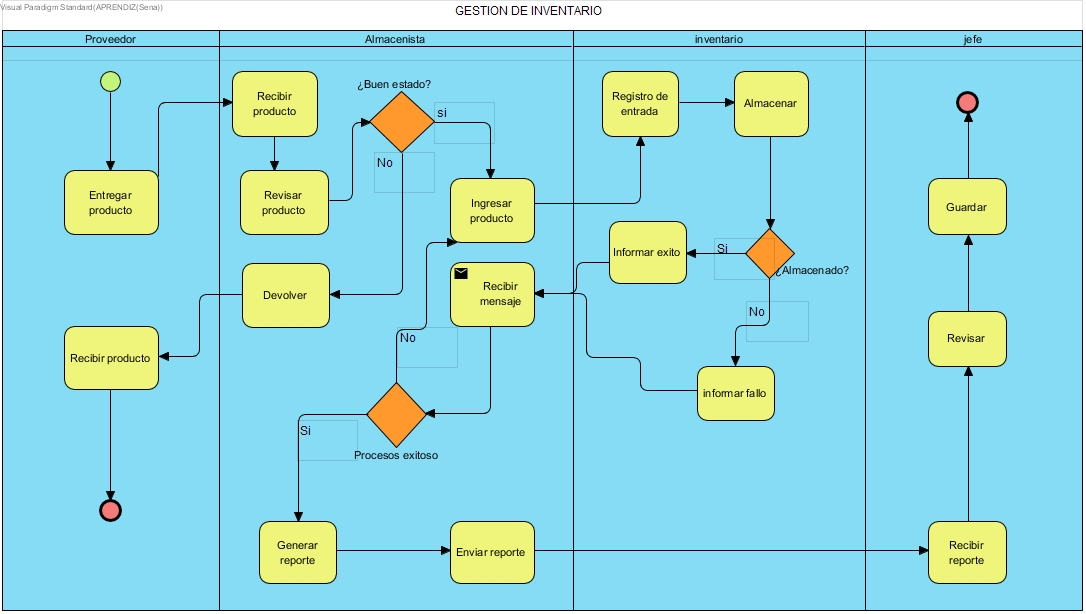 Visual Paradigm Standard(APRENDIZ(Sena))
GESTION DE INVENTARIO
Proveedor
Almacenista
inventario
jefe
Entregar
producto
Recibir producto
Recibir
producto
¿Buen estado?
si
No
Revisar
producto
Ingresar
producto
Devolver
Recibir
mensaje
No
Si
Procesos exitoso
Generar
reporte
Enviar reporte
Registro de
entrada
Almacenar
Informar exito
Si
¿Almacenado?
No
informar fallo
Guardar
Revisar
Recibir
reporte